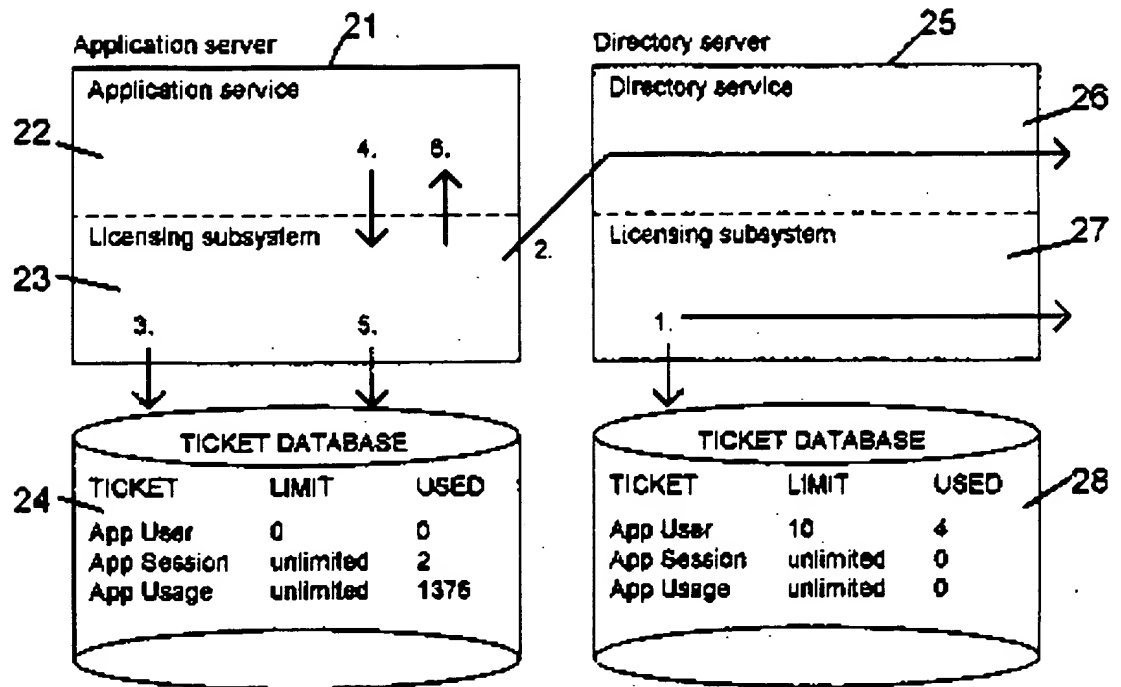 21
Application server
Application service
22
4. 6.
Licensing subsystem
2.
23
3. 5.
TICKET DATABASE
TICKET LIMIT USED
24
App User 0 0
App Session unlimited 2
App Usage unlimited 1376
25
Directory server
Directory service
26
Licensing subsystem
27
1.
TICKET DATABASE
TICKET LIMIT USED
28
App User 10 4
App Session unlimited 0
App Usage unlimited 0